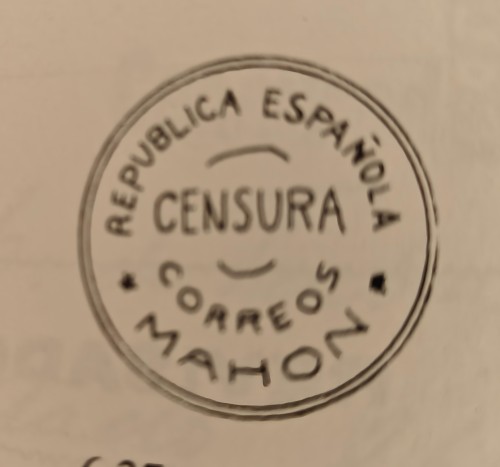 REPUBLICA ESPAÑOLA
CENSURA
CORREOS
MAHON